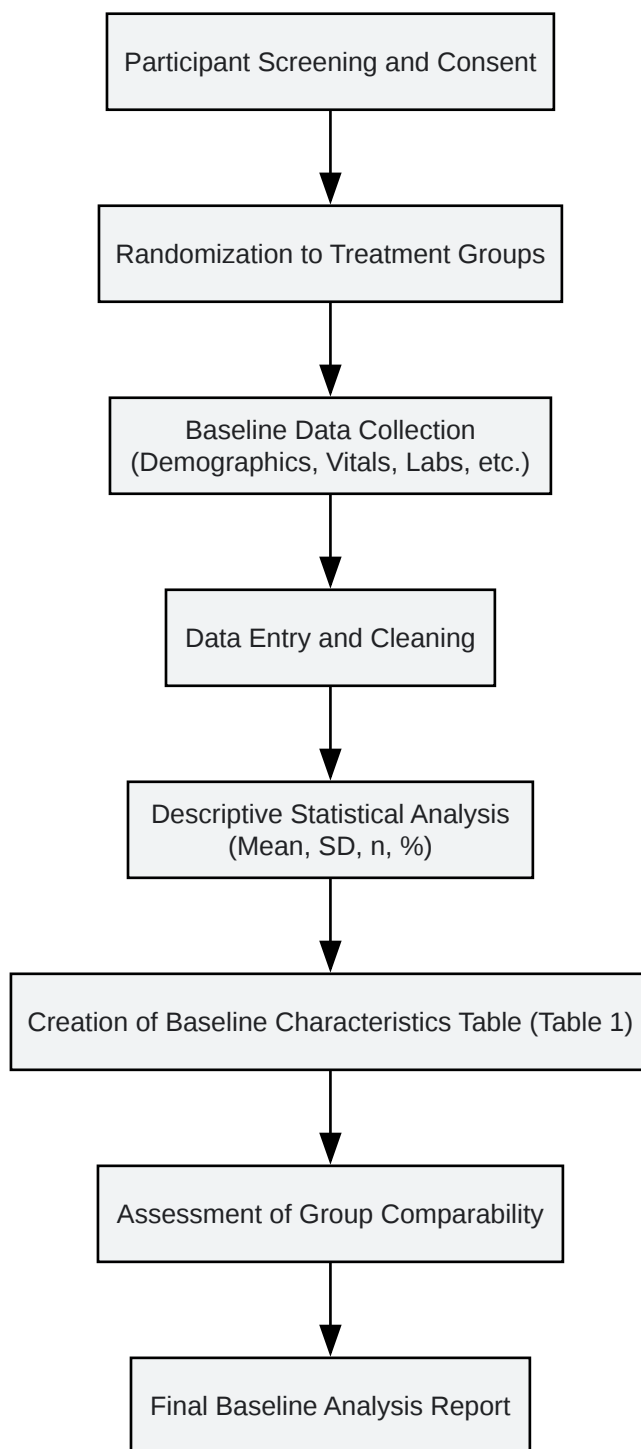 Participant Screening and Consent
Randomization to Treatment Groups
Baseline Data Collection
(Demographics, Vitals, Labs, etc.)
Data Entry and Cleaning
Descriptive Statistical Analysis
(Mean, SD, n, %)
Creation of Baseline Characteristics Table (Table 1)
Assessment of Group Comparability
Final Baseline Analysis Report